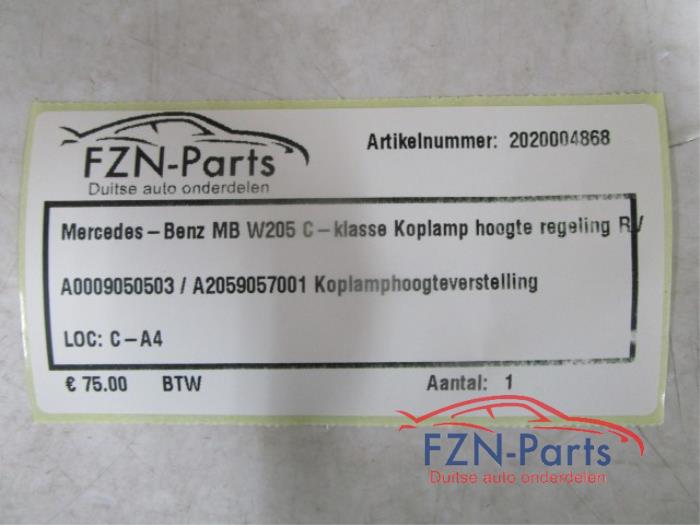 FZN-Parts
Duitse auto onderdelen
Artikelnummer: 2020004868
Mercedes-Benz MB W205 C-klasse Koplamp hoogte regeling RV
A0009050503 / A2059057001 Koplamphoogteverstelling
LOC: C-A4
€ 75.00 BTW Aantal: 1
FZN-Parts
Duitse auto onderdelen